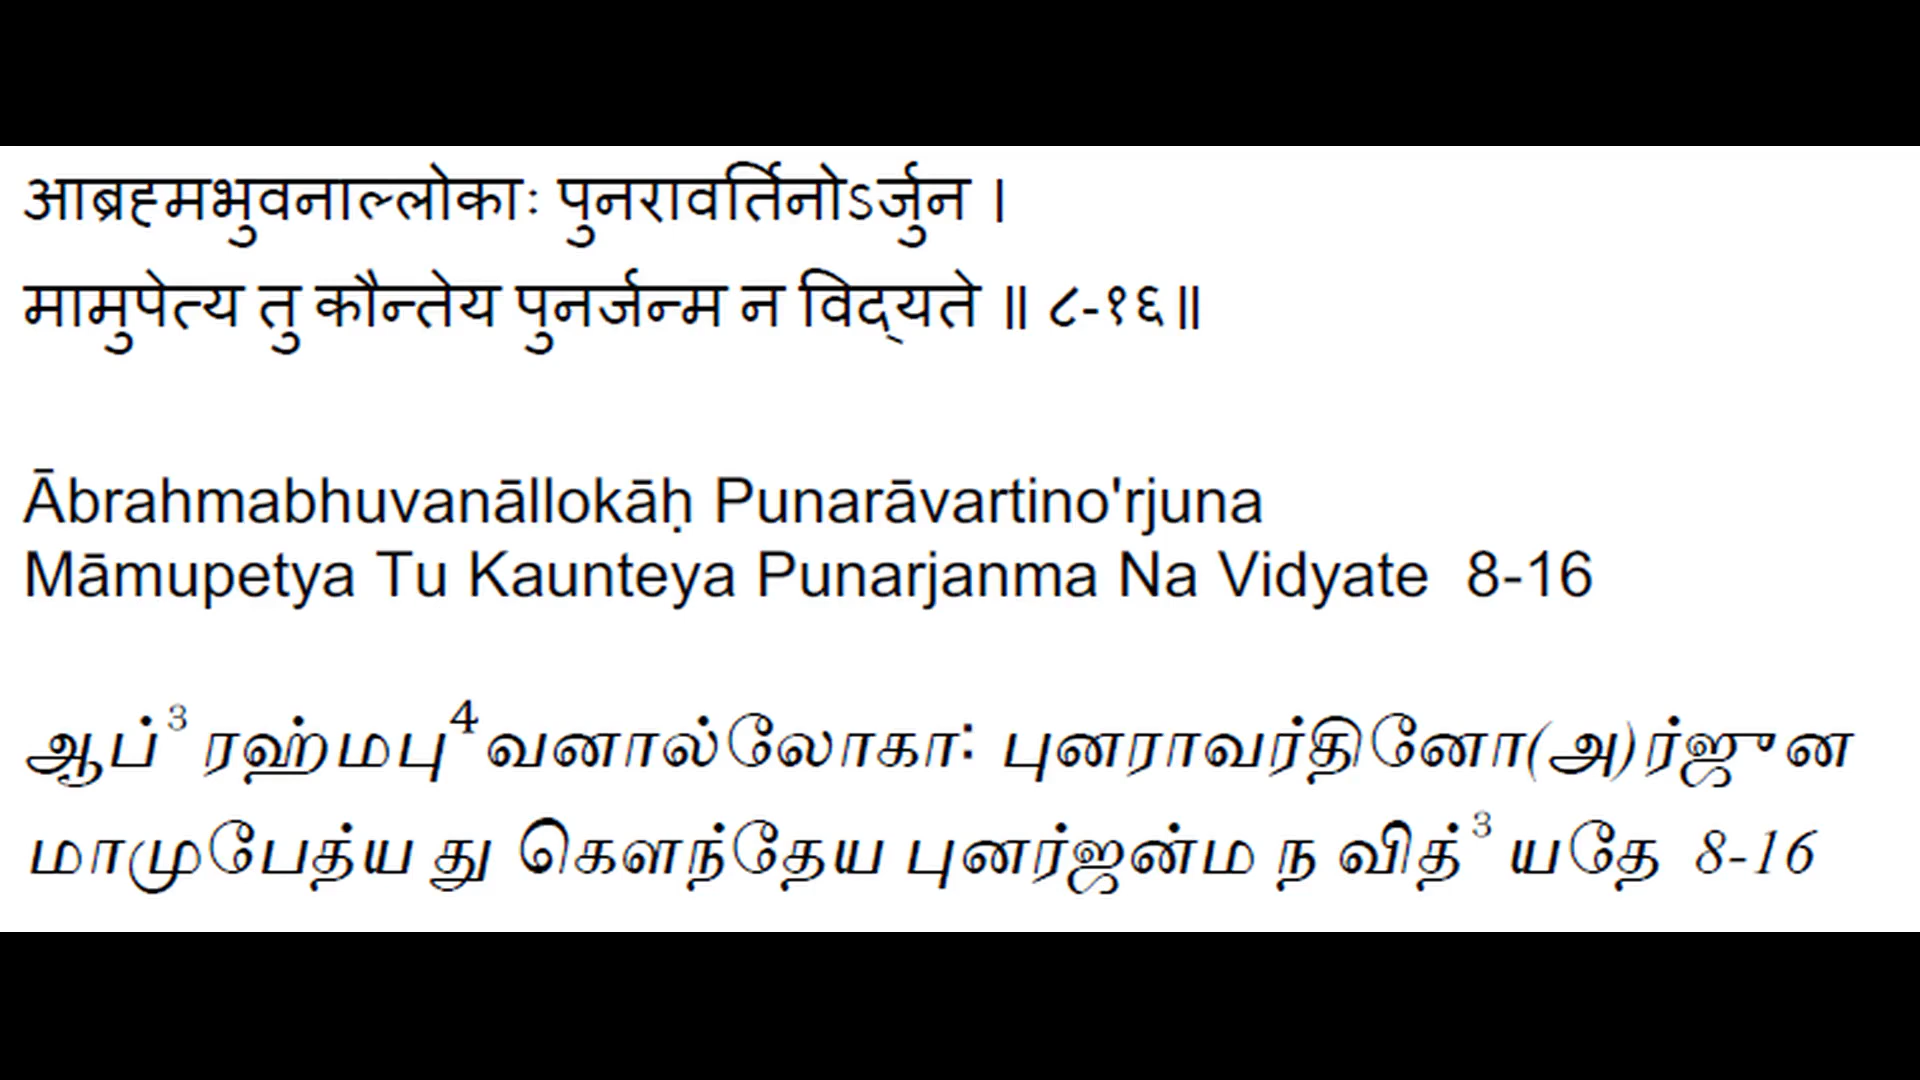 आब्रह्मभुवनाल्लोकाः पुनरावर्तिनोऽर्जुन ।
मामुपेत्य तु कौन्तेय पुनर्जन्म न विद्‌यते ॥ ८-१६॥
Ābrahmabhuvanāllokāḥ Punarāvartino'rjuna
Māmupetya Tu Kaunteya Punarjanma Na Vidyate 8-16
ஆப்³ரஹ்மபு⁴வனால்லோகா: புனராவர்தினோ(அ)ர்ஜுன
மாமுபேத்ய து கௌந்தேய புனர்ஜன்ம ந வித்³யதே 8-16